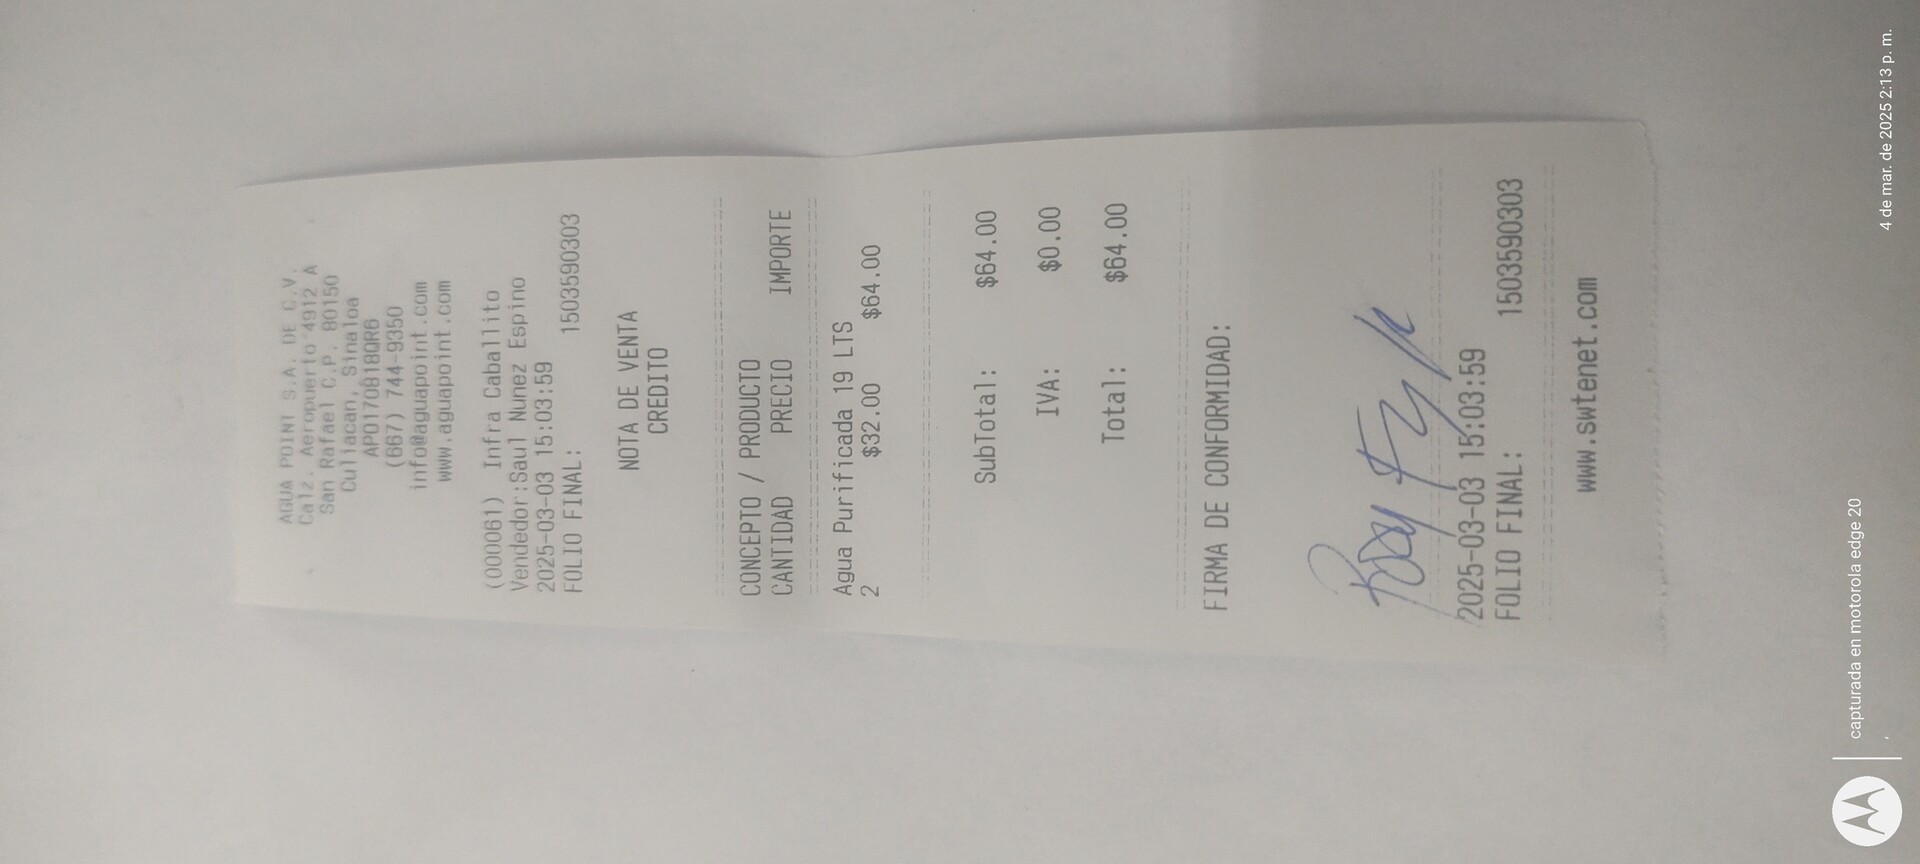 AGUA POINT S.A. DE C.V.
Calz. Aeropuerto 4912 A
San Rafael C.P. 80150
Culiacan, Sinaloa
APO170818QR6
(667) 744-9350
info@aguapoint.com
www.aguapoint.com
(000061) Infra Caballito
Vendedor:Saul Nunez Espino
2025-03-03 15:03:59
FOLIO FINAL: 1503590303
NOTA DE VENTA
CREDITO
CONCEPTO / PRODUCTO
CANTIDAD PRECIO IMPORTE
Agua Purificada 19 LTS
2 $32.00 $64.00
SubTotal: $64.00
IVA: $0.00
Total: $64.00
FIRMA DE CONFORMIDAD:
2025-03-03 15:03:59
FOLIO FINAL: 1503590303
www.swtenet.com
capturada en motorola edge 20
4 de mar. de 2025 2:13 p. m.